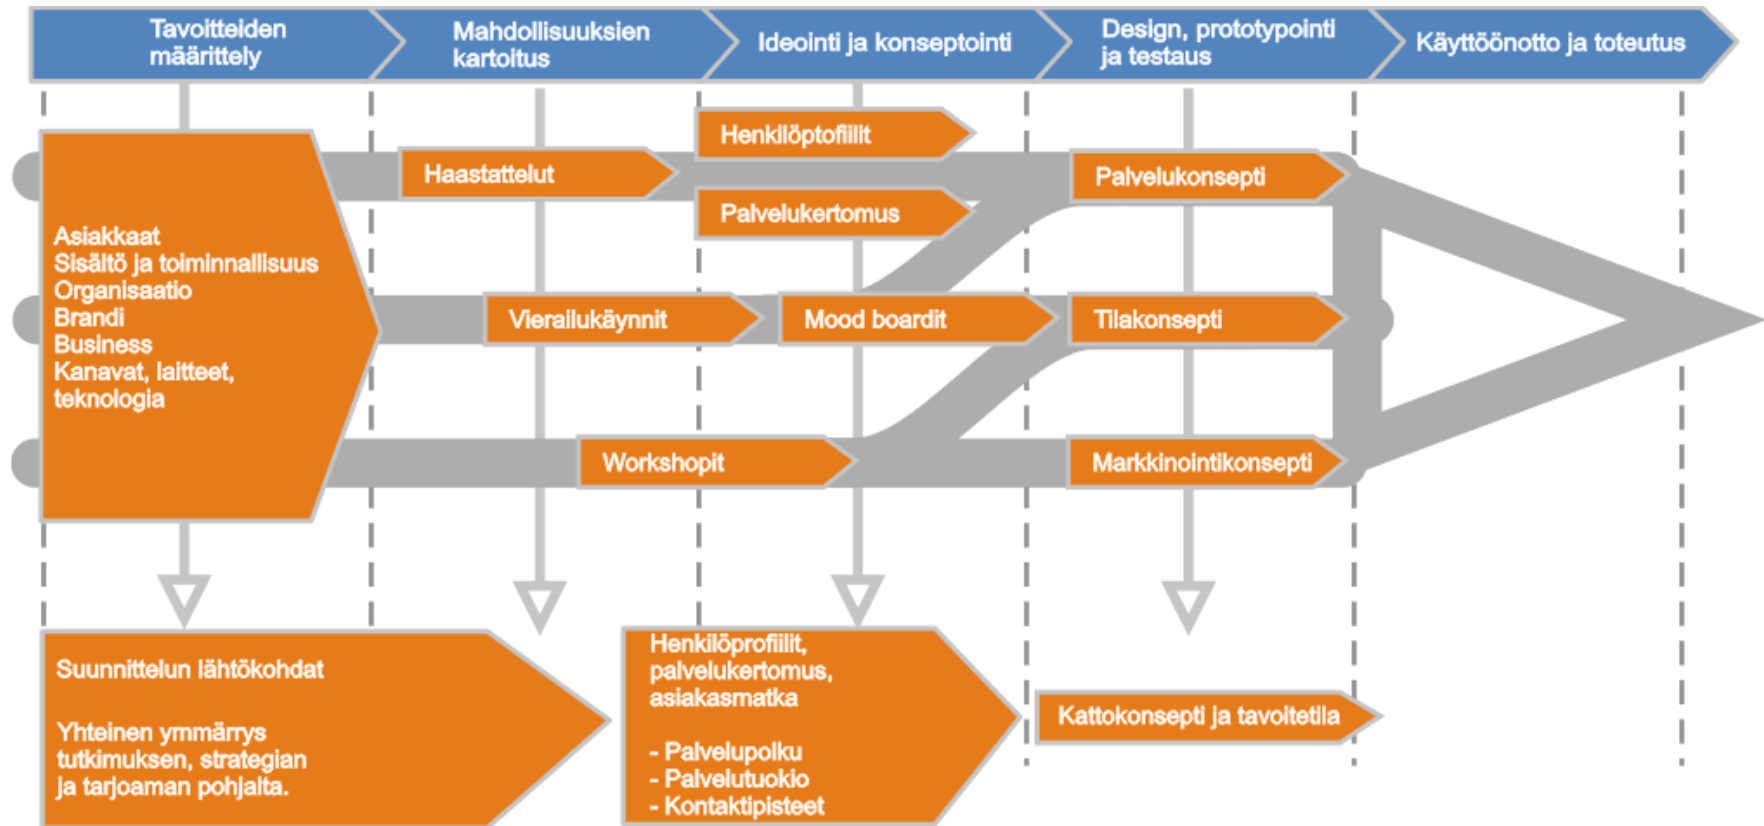 Tavoitteiden
määrittely
Mahdollisuuksien
kartoitus
Ideointi ja konseptointi
Design, prototypointi
ja testaus
Käyttöönotto ja toteutus
Henkilöptofiilit
Haastattelut
Palvelukonsepti
Palvelukertomus
Asiakkaat
Sisältö ja toiminnallisuus
Organisaatio
Brandi
Business
Kanavat, laitteet,
teknologia
Vierailukäynnit
Mood boardit
Tilakonsepti
Workshopit
Markkinointikonsepti
Suunnittelun lähtökohdat
Yhteinen ymmärrys
tutkimuksen, strategian
ja tarjoaman pohjalta.
Henkilöprofiilit,
palvelukertomus,
asiakasmatka
- Palvelupolku
- Palvelutuokio
- Kontaktipisteet
Kattokonsepti ja tavoitetila